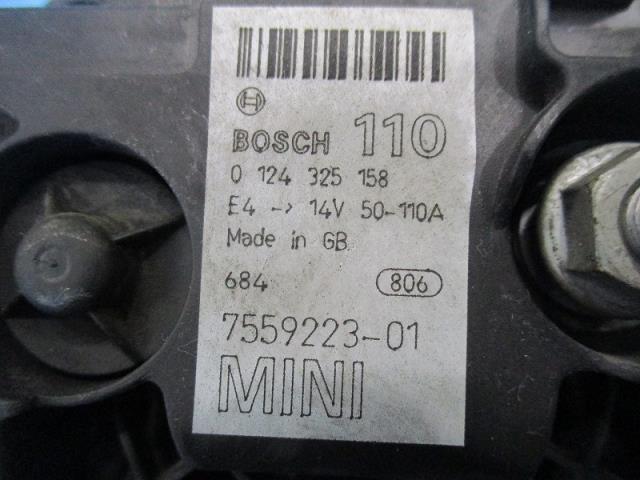 BOSCH 110
0 124 325 158
E4 -> 14V 50-110A
Made in GB
684 806
7559223-01
MINI